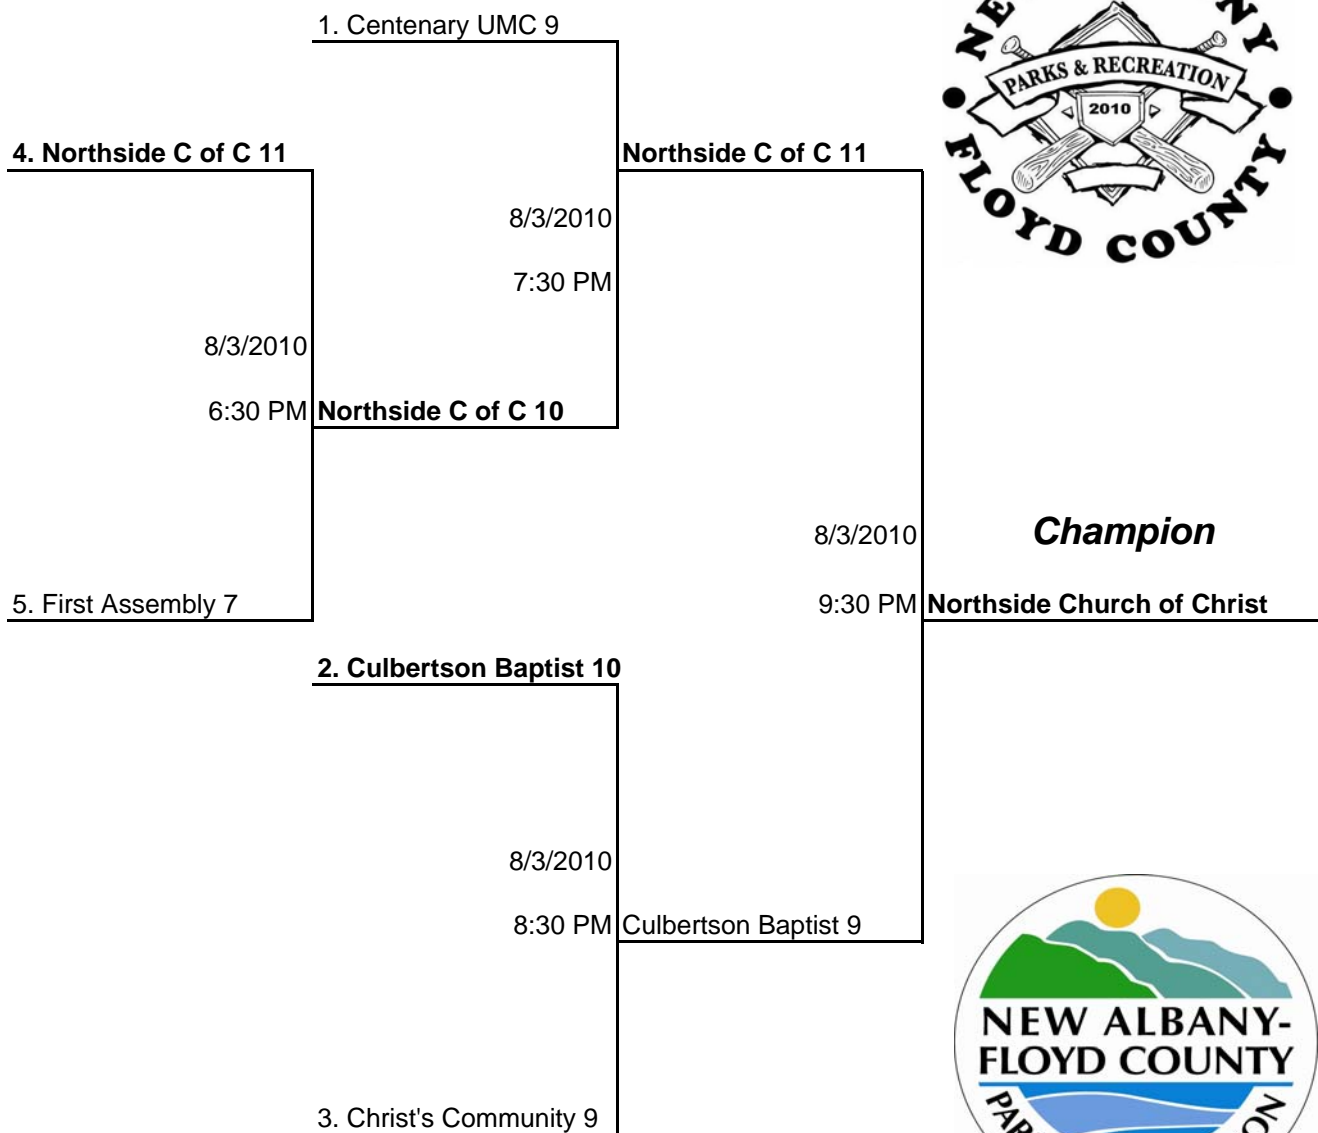 1. Centenary UMC 9
PARKS & RECREATION
2010
FLOYD COUNTY
4. Northside C of C 11
Northside C of C 11
8/3/2010
7:30 PM
8/3/2010
6:30 PM
Northside C of C 10
8/3/2010
Champion
5. First Assembly 7
9:30 PM
Northside Church of Christ
2. Culbertson Baptist 10
8/3/2010
8:30 PM
Culbertson Baptist 9
NEW ALBANY-
FLOYD COUNTY
3. Christ's Community 9